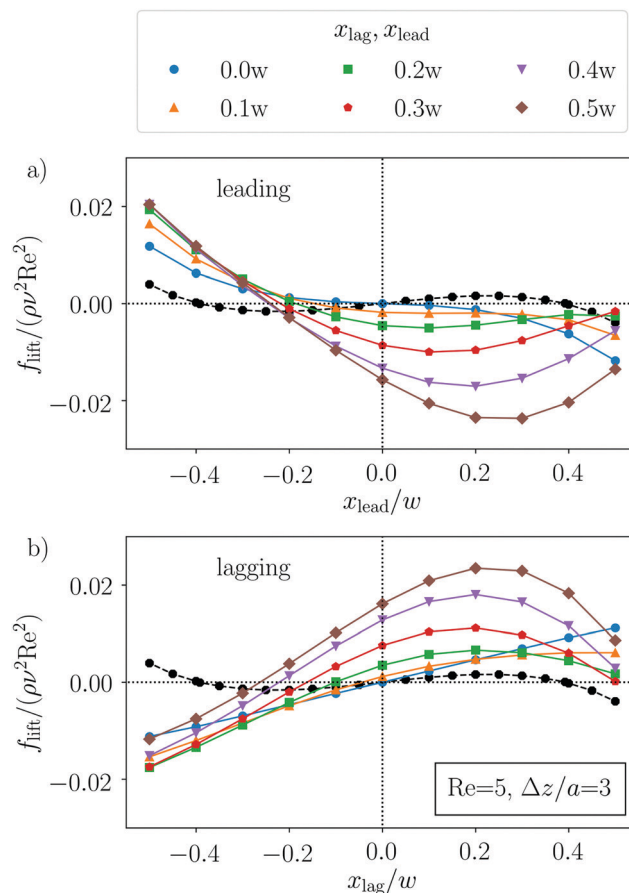 x_lag, x_lead
0.0w 0.2w 0.4w
0.1w 0.3w 0.5w
a)
leading
f_lift/(ρν²Re²)
0.02
0.00
−0.02
−0.4 −0.2 0.0 0.2 0.4
x_lead/w
b)
lagging
f_lift/(ρν²Re²)
0.02
0.00
−0.02
Re=5, Δz/a=3
−0.4 −0.2 0.0 0.2 0.4
x_lag/w